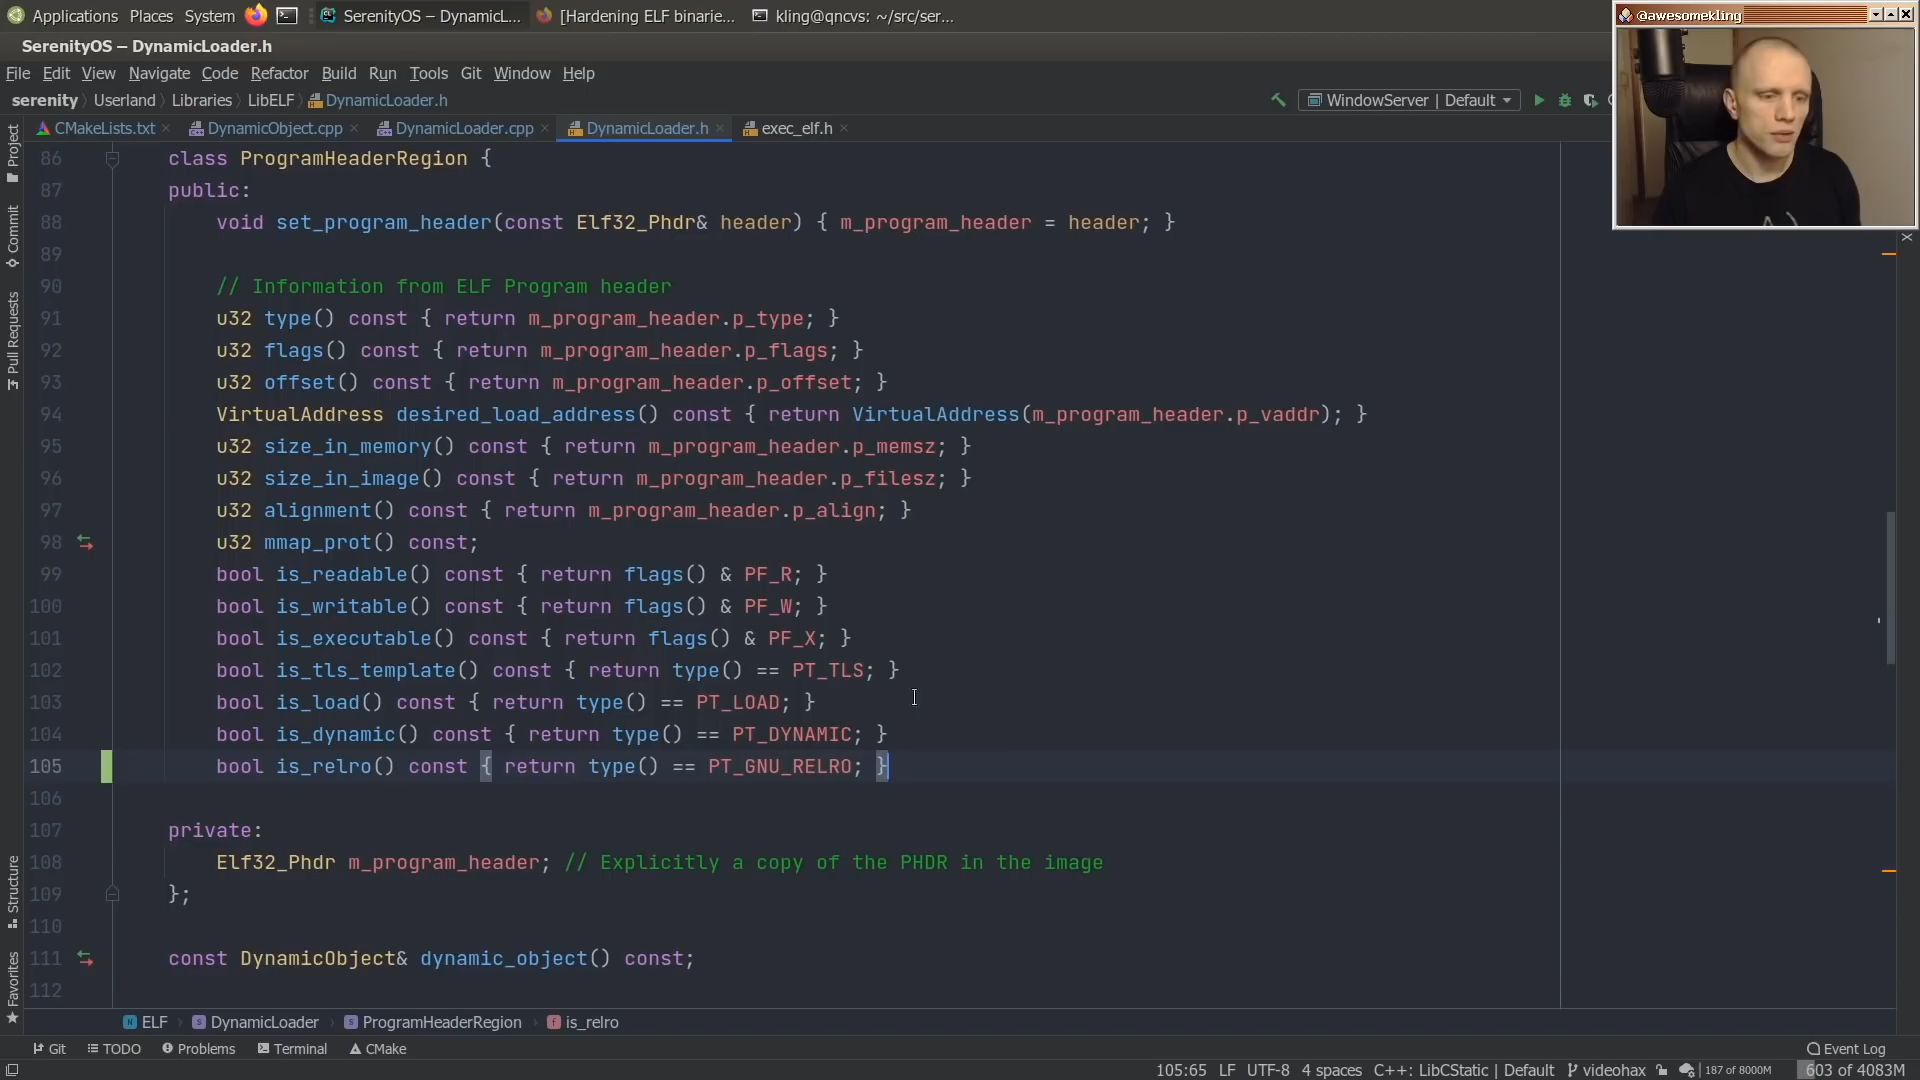 Applications Places System SerenityOS – DynamicL... [Hardening ELF binarie... kling@qncvs: ~/src/ser...
@awesomekling
SerenityOS – DynamicLoader.h
File Edit View Navigate Code Refactor Build Run Tools Git Window Help
serenity Userland Libraries LibELF DynamicLoader.h WindowServer | Default
CMakeLists.txt DynamicObject.cpp DynamicLoader.cpp DynamicLoader.h exec_elf.h
Project
Commit
Pull Requests
Structure
Favorites
86 class ProgramHeaderRegion {
87 public:
88 void set_program_header(const Elf32_Phdr& header) { m_program_header = header; }
89
90 // Information from ELF Program header
91 u32 type() const { return m_program_header.p_type; }
92 u32 flags() const { return m_program_header.p_flags; }
93 u32 offset() const { return m_program_header.p_offset; }
94 VirtualAddress desired_load_address() const { return VirtualAddress(m_program_header.p_vaddr); }
95 u32 size_in_memory() const { return m_program_header.p_memsz; }
96 u32 size_in_image() const { return m_program_header.p_filesz; }
97 u32 alignment() const { return m_program_header.p_align; }
98 u32 mmap_prot() const;
99 bool is_readable() const { return flags() & PF_R; }
100 bool is_writable() const { return flags() & PF_W; }
101 bool is_executable() const { return flags() & PF_X; }
102 bool is_tls_template() const { return type() == PT_TLS; }
103 bool is_load() const { return type() == PT_LOAD; }
104 bool is_dynamic() const { return type() == PT_DYNAMIC; }
105 bool is_relro() const { return type() == PT_GNU_RELRO; }
106
107 private:
108 Elf32_Phdr m_program_header; // Explicitly a copy of the PHDR in the image
109 };
110
111 const DynamicObject& dynamic_object() const;
112
ELF DynamicLoader ProgramHeaderRegion is_relro
Git TODO Problems Terminal CMake Event Log
105:65 LF UTF-8 4 spaces C++: LibCStatic | Default videohax 187 of 8000M 603 of 4083M